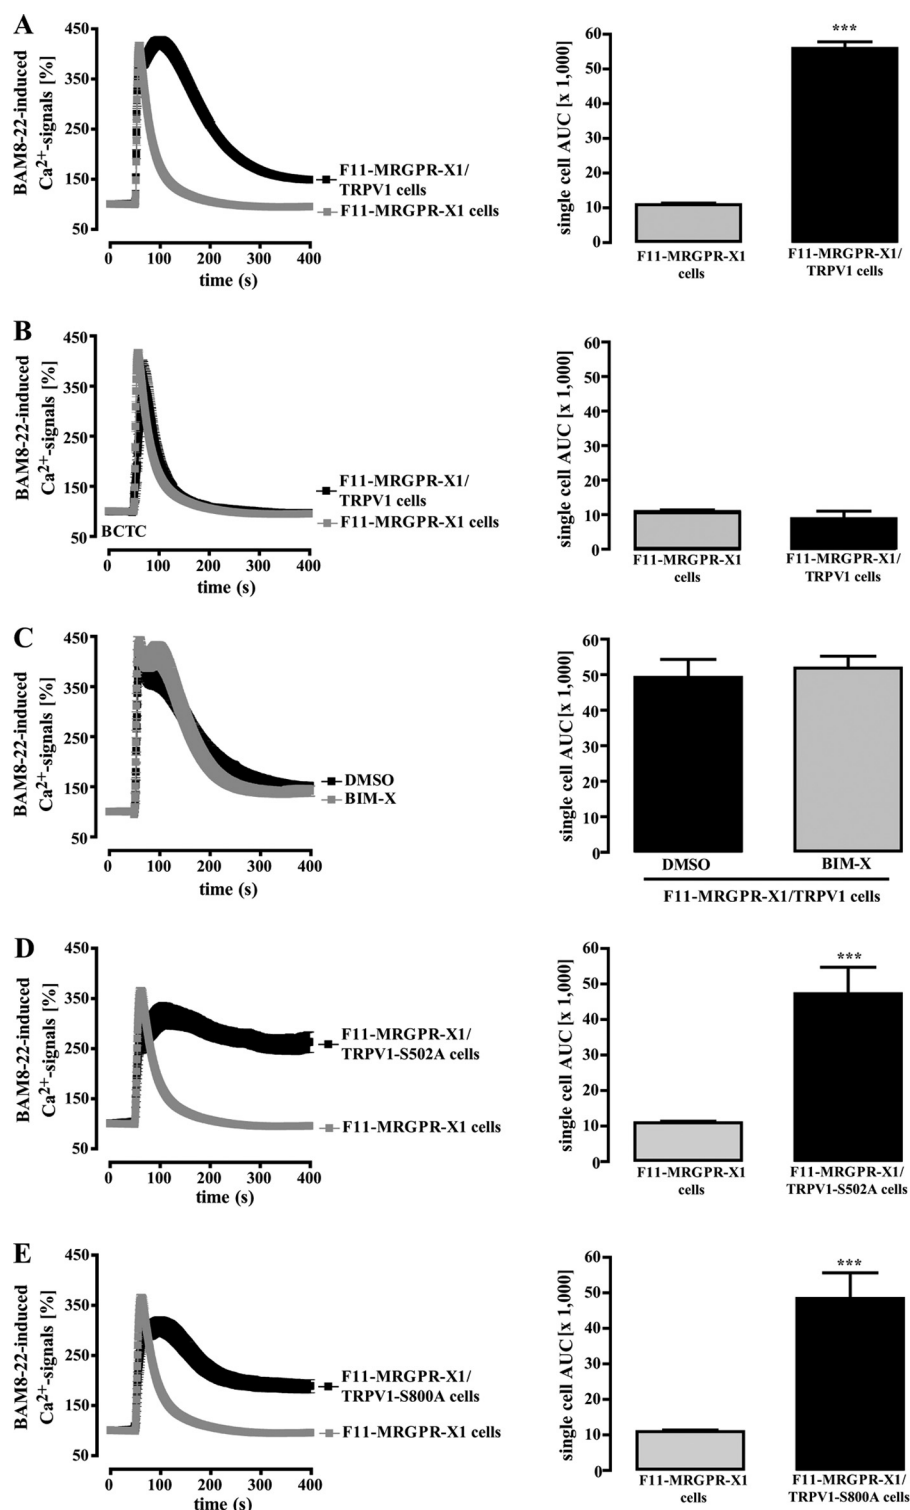 A
BAM8-22-induced
Ca2+-signals [%]
450
350
250
150
50
0 100 200 300 400
time (s)
F11-MRGPR-X1/
TRPV1 cells
F11-MRGPR-X1 cells
single cell AUC [x 1,000]
60
50
40
30
20
10
0
***
F11-MRGPR-X1
cells
F11-MRGPR-X1/
TRPV1 cells
B
BAM8-22-induced
Ca2+-signals [%]
450
350
250
150
50
BCTC
0 100 200 300 400
time (s)
F11-MRGPR-X1/
TRPV1 cells
F11-MRGPR-X1 cells
single cell AUC [x 1,000]
60
50
40
30
20
10
0
F11-MRGPR-X1
cells
F11-MRGPR-X1/
TRPV1 cells
C
BAM8-22-induced
Ca2+-signals [%]
450
350
250
150
50
0 100 200 300 400
time (s)
DMSO
BIM-X
single cell AUC [x 1,000]
60
50
40
30
20
10
0
DMSO BIM-X
F11-MRGPR-X1/TRPV1 cells
D
BAM8-22-induced
Ca2+-signals [%]
450
350
250
150
50
0 100 200 300 400
time (s)
F11-MRGPR-X1/
TRPV1-S502A cells
F11-MRGPR-X1 cells
single cell AUC [x 1,000]
60
50
40
30
20
10
0
***
F11-MRGPR-X1
cells
F11-MRGPR-X1/
TRPV1-S502A cells
E
BAM8-22-induced
Ca2+-signals [%]
450
350
250
150
50
0 100 200 300 400
time (s)
F11-MRGPR-X1/
TRPV1-S800A cells
F11-MRGPR-X1 cells
single cell AUC [x 1,000]
60
50
40
30
20
10
0
***
F11-MRGPR-X1
cells
F11-MRGPR-X1/
TRPV1-S800A cells